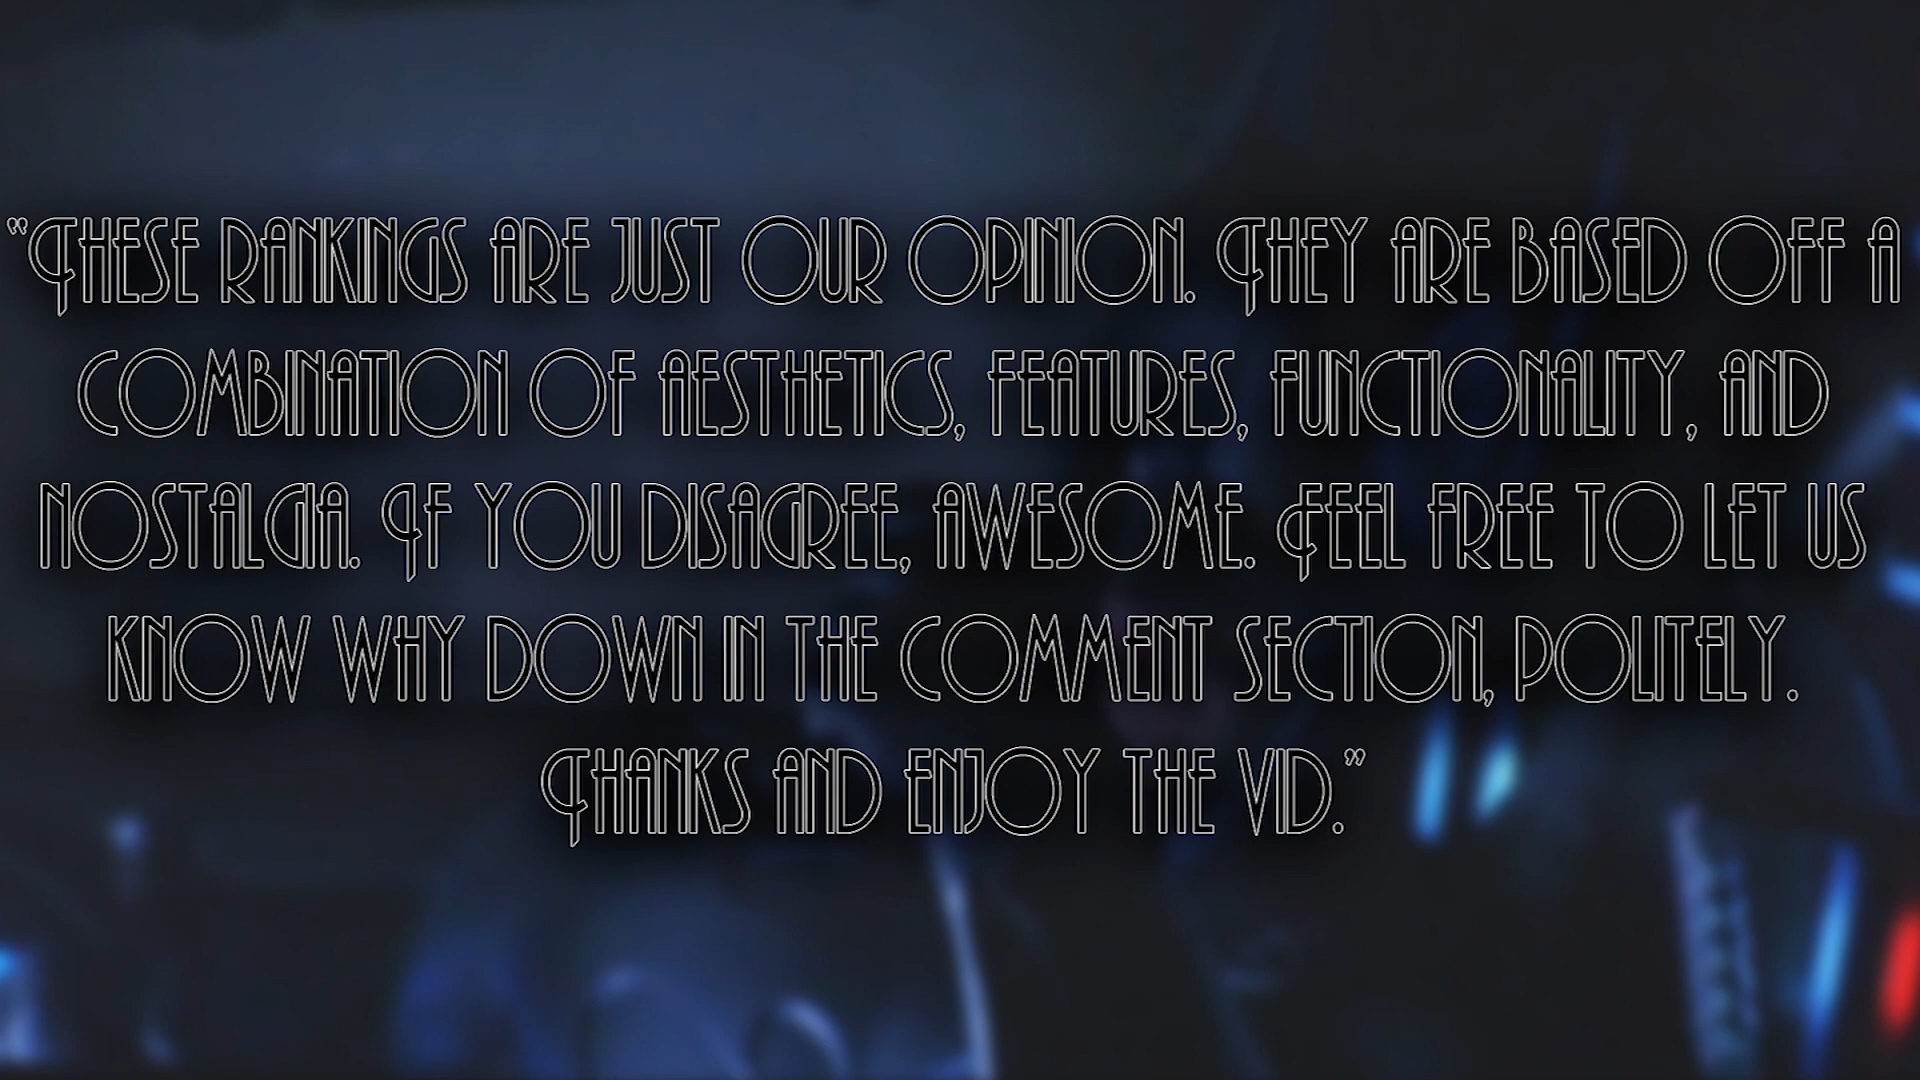 "These rankings are just our opinion. They are based off a
combination of aesthetics, features, functionality, and
nostalgia. If you disagree, awesome. Feel free to let us
know why down in the comment section, politely.
Thanks and enjoy the vid."